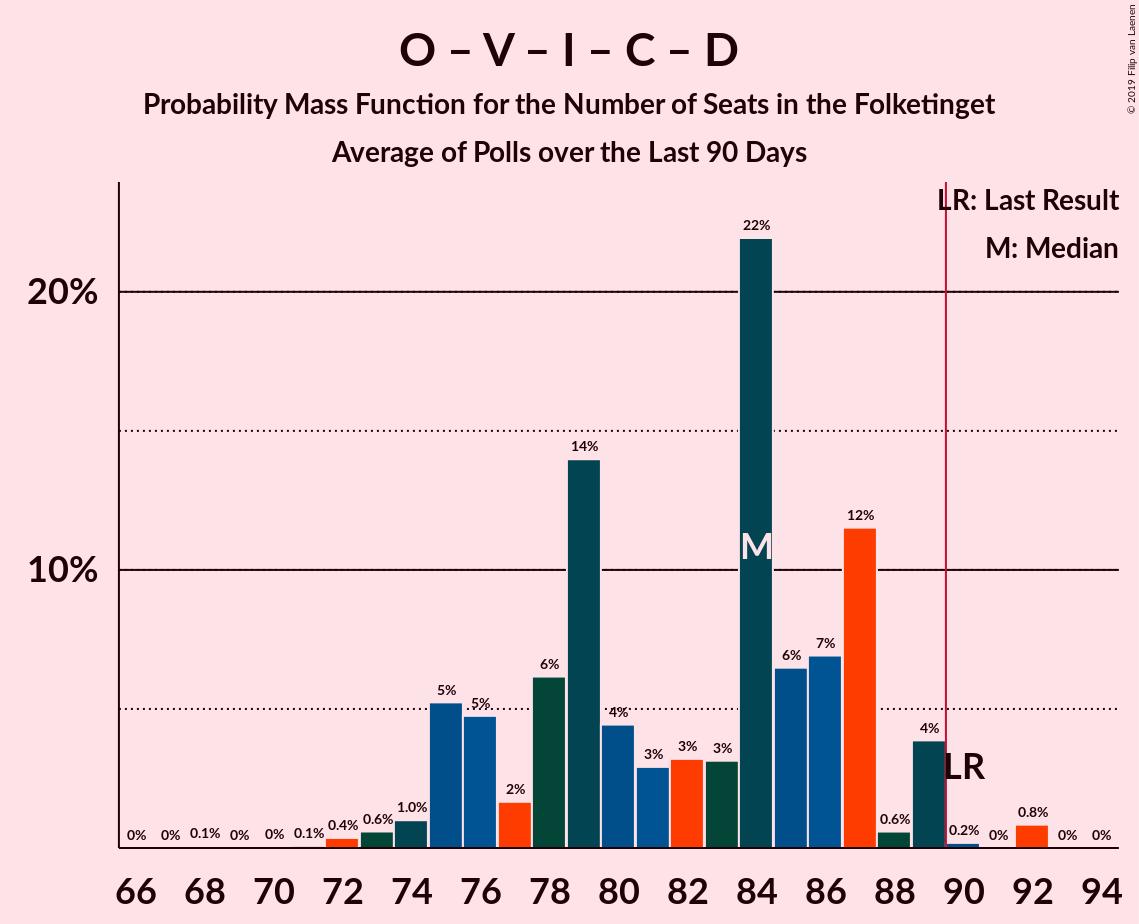 O – V – I – C – D
Probability Mass Function for the Number of Seats in the Folketinget
Average of Polls over the Last 90 Days
© 2019 Filip van Laenen
LR: Last Result
M: Median
20%
10%
0% 0% 0.1% 0% 0% 0.1% 0.4% 0.6% 1.0% 5% 5% 2% 6% 14% 4% 3% 3% 3% 22% 6% 7% 12% 0.6% 4% 0.2% 0% 0.8% 0% 0%
M
LR
66 68 70 72 74 76 78 80 82 84 86 88 90 92 94